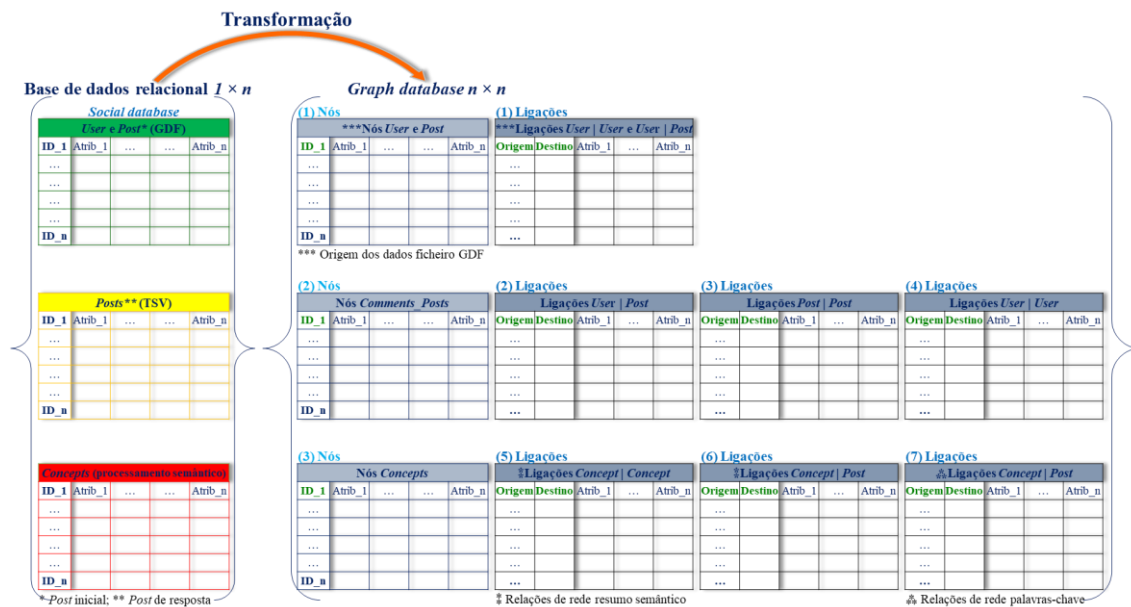 Transformação
Base de dados relacional 1 × n
Graph database n × n
Social database
User e Post* (GDF)
ID_1 Atrib_1 … … Atrib_n
…
…
…
…
ID_n
(1) Nós
***Nós User e Post
ID_1 Atrib_1 … … Atrib_n
…
…
…
…
ID_n
*** Origem dos dados ficheiro GDF
(1) Ligações
***Ligações User | User e User | Post
Origem Destino Atrib_1 … Atrib_n
…
…
…
…
…
Posts** (TSV)
ID_1 Atrib_1 … … Atrib_n
…
…
…
…
ID_n
(2) Nós
Nós Comments_Posts
ID_1 Atrib_1 … … Atrib_n
…
…
…
…
ID_n
(2) Ligações
Ligações User | Post
Origem Destino Atrib_1 … Atrib_n
…
…
…
…
…
(3) Ligações
Ligações Post | Post
Origem Destino Atrib_1 … Atrib_n
…
…
…
…
…
(4) Ligações
Ligações User | User
Origem Destino Atrib_1 … Atrib_n
…
…
…
…
…
Concepts (processamento semântico)
ID_1 Atrib_1 … … Atrib_n
…
…
…
…
ID_n
* Post inicial; ** Post de resposta
(3) Nós
Nós Concepts
ID_1 Atrib_1 … … Atrib_n
…
…
…
…
ID_n
(5) Ligações
⁑Ligações Concept | Concept
Origem Destino Atrib_1 … Atrib_n
…
…
…
…
…
⁑ Relações de rede resumo semântico
(6) Ligações
⁑Ligações Concept | Post
Origem Destino Atrib_1 … Atrib_n
…
…
…
…
…
(7) Ligações
⁂Ligações Concept | Post
Origem Destino Atrib_1 … Atrib_n
…
…
…
…
…
⁂ Relações de rede palavras-chave